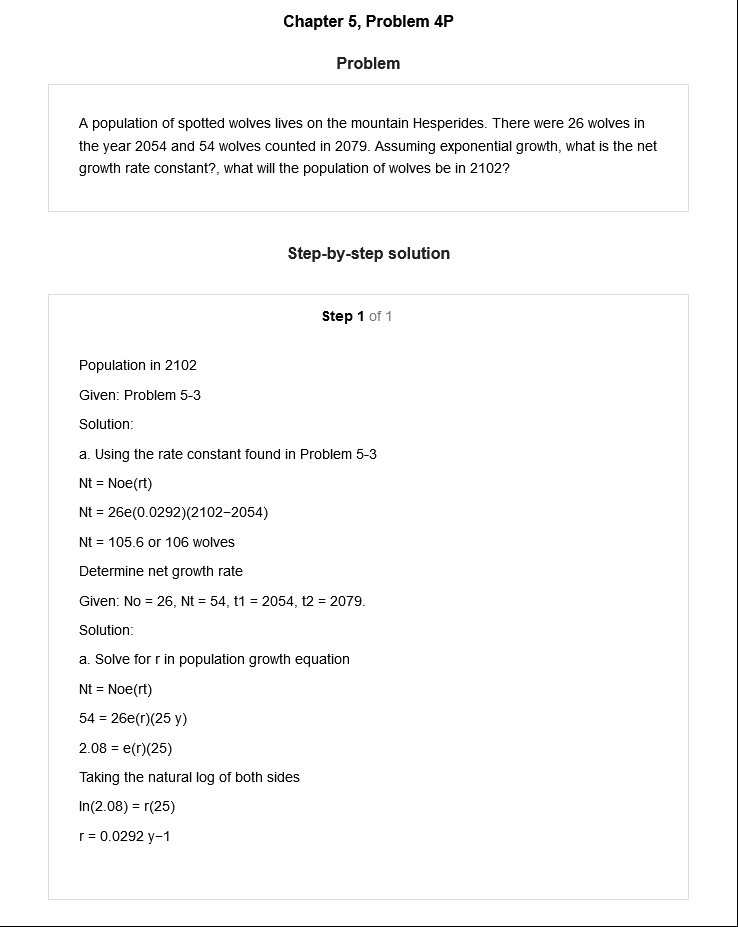 Chapter 5, Problem 4P
Problem
A population of spotted wolves lives on the mountain Hesperides. There were 26 wolves in
the year 2054 and 54 wolves counted in 2079. Assuming exponential growth, what is the net
growth rate constant?, what will the population of wolves be in 2102?
Step-by-step solution
Step 1 of 1
Population in 2102
Given: Problem 5-3
Solution:
a. Using the rate constant found in Problem 5-3
Nt = Noe(rt)
Nt = 26e(0.0292)(2102−2054)
Nt = 105.6 or 106 wolves
Determine net growth rate
Given: No = 26, Nt = 54, t1 = 2054, t2 = 2079.
Solution:
a. Solve for r in population growth equation
Nt = Noe(rt)
54 = 26e(r)(25 y)
2.08 = e(r)(25)
Taking the natural log of both sides
ln(2.08) = r(25)
r = 0.0292 y−1